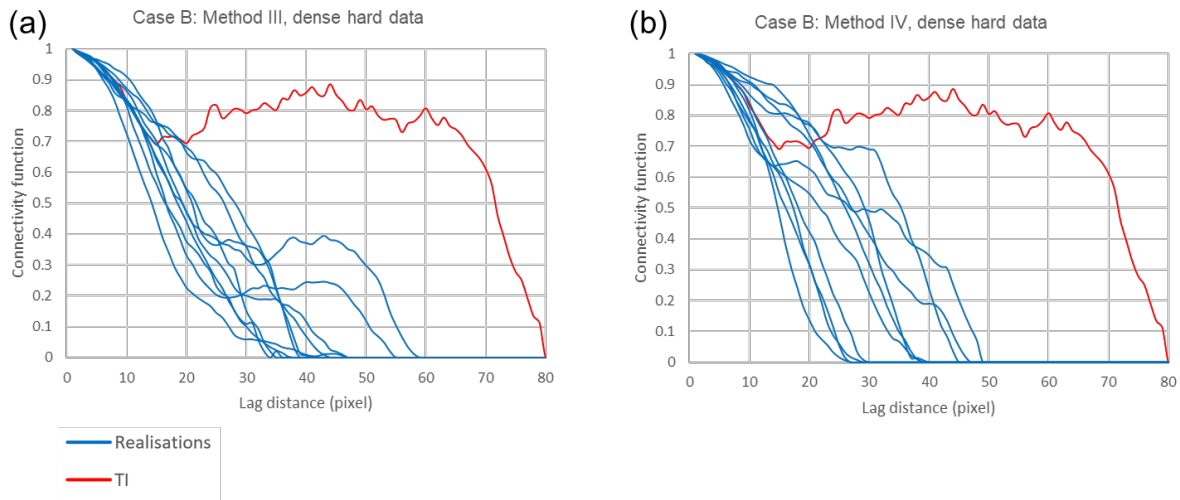 (a)
Case B: Method III, dense hard data
Connectivity function
1
0.9
0.8
0.7
0.6
0.5
0.4
0.3
0.2
0.1
0
0 10 20 30 40 50 60 70 80
Lag distance (pixel)
Realisations
TI
(b)
Case B: Method IV, dense hard data
Connectivity function
1
0.9
0.8
0.7
0.6
0.5
0.4
0.3
0.2
0.1
0
0 10 20 30 40 50 60 70 80
Lag distance (pixel)